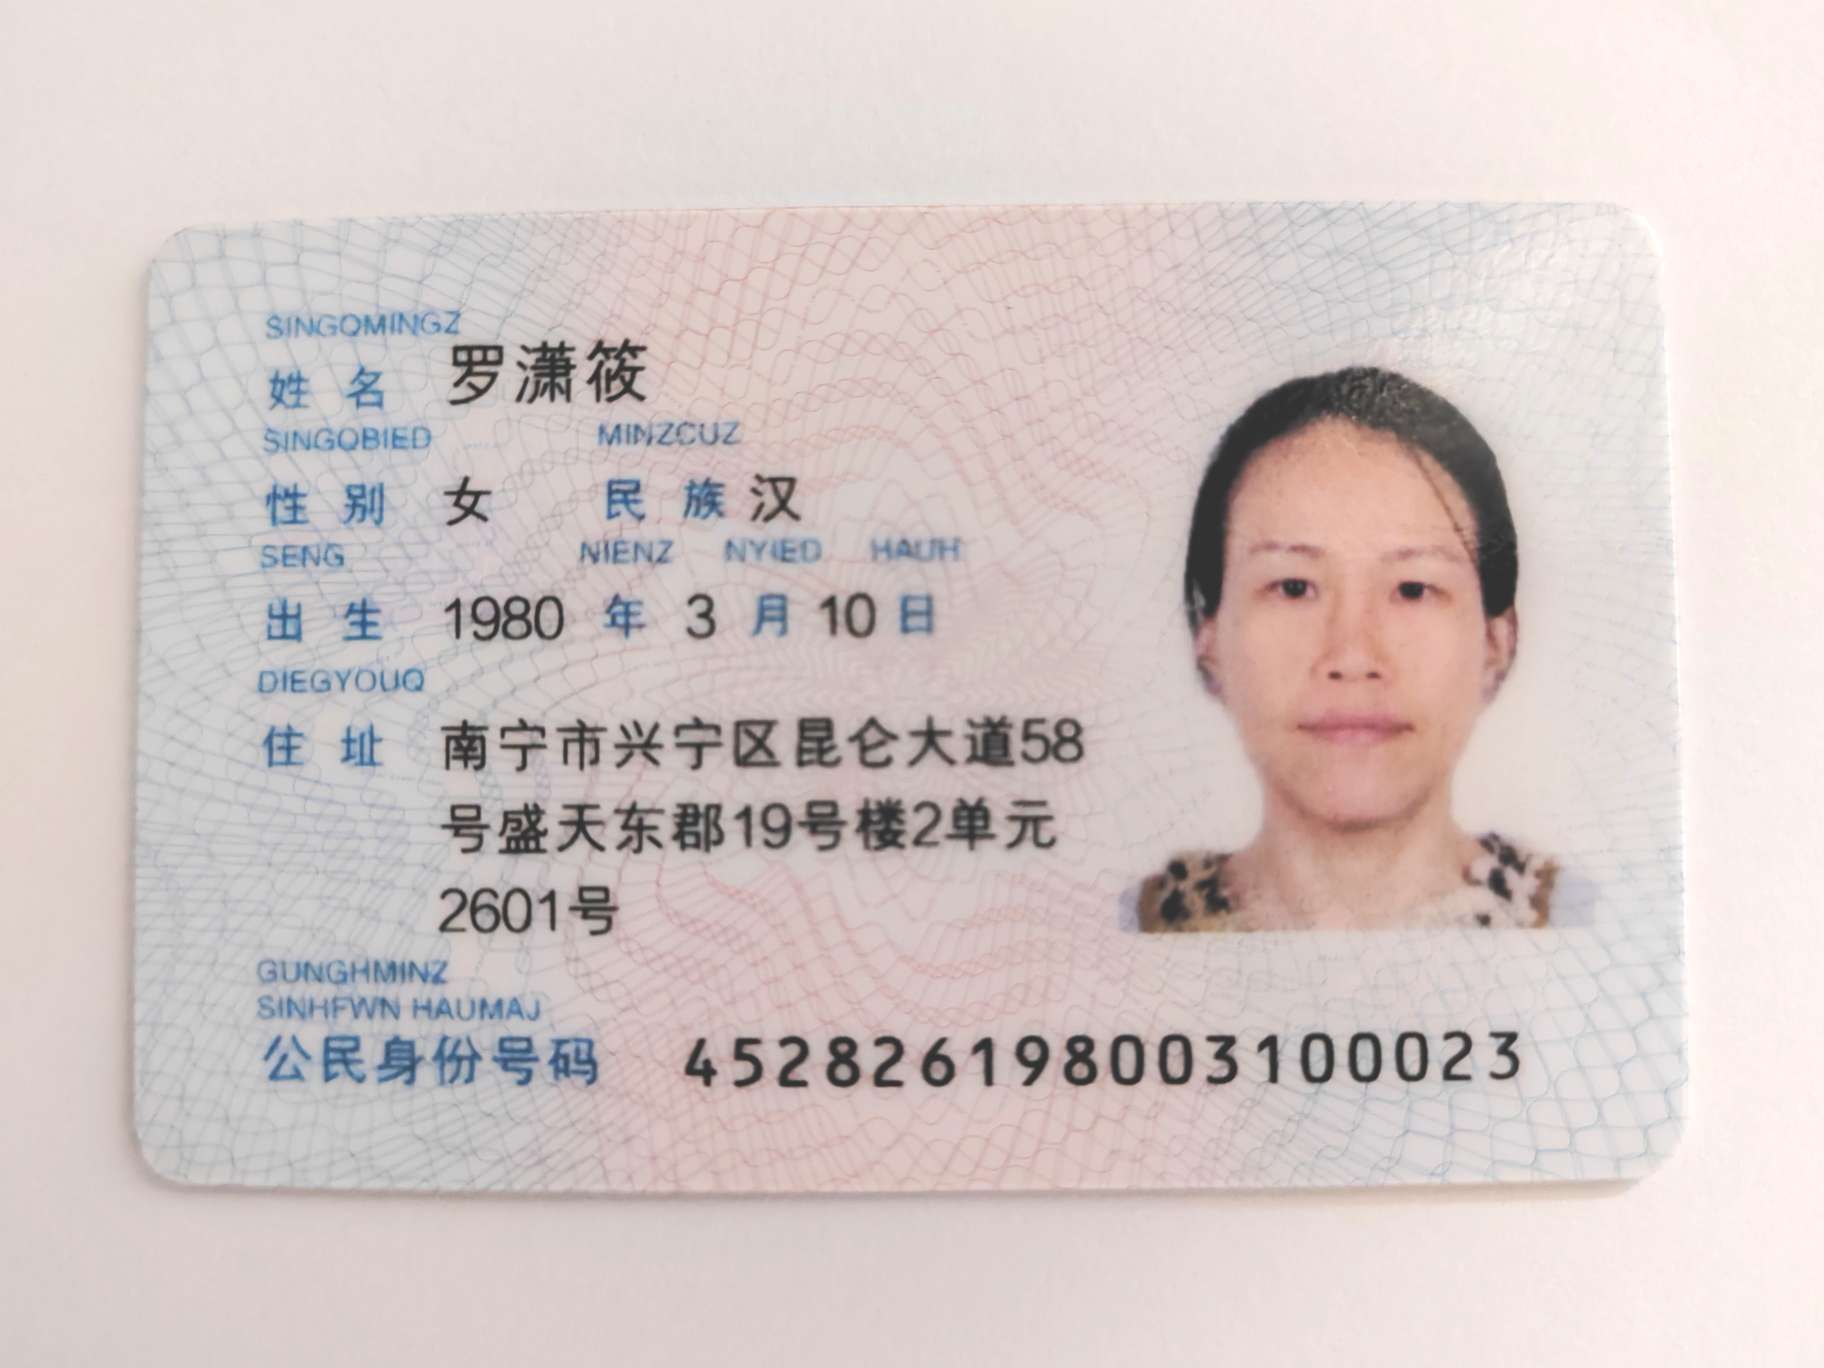 SINGQMINGZ
姓名 罗潇筱
SINGQBIED MINZCUZ
性别 女 民族 汉
SENG NIENZ NYIED HAUH
出生 1980 年 3 月 10 日
DIEGYOUQ
住址 南宁市兴宁区昆仑大道58
号盛天东郡19号楼2单元
2601号
GUNGHMINZ
SINHFWN HAUMAJ
公民身份号码 452826198003100023